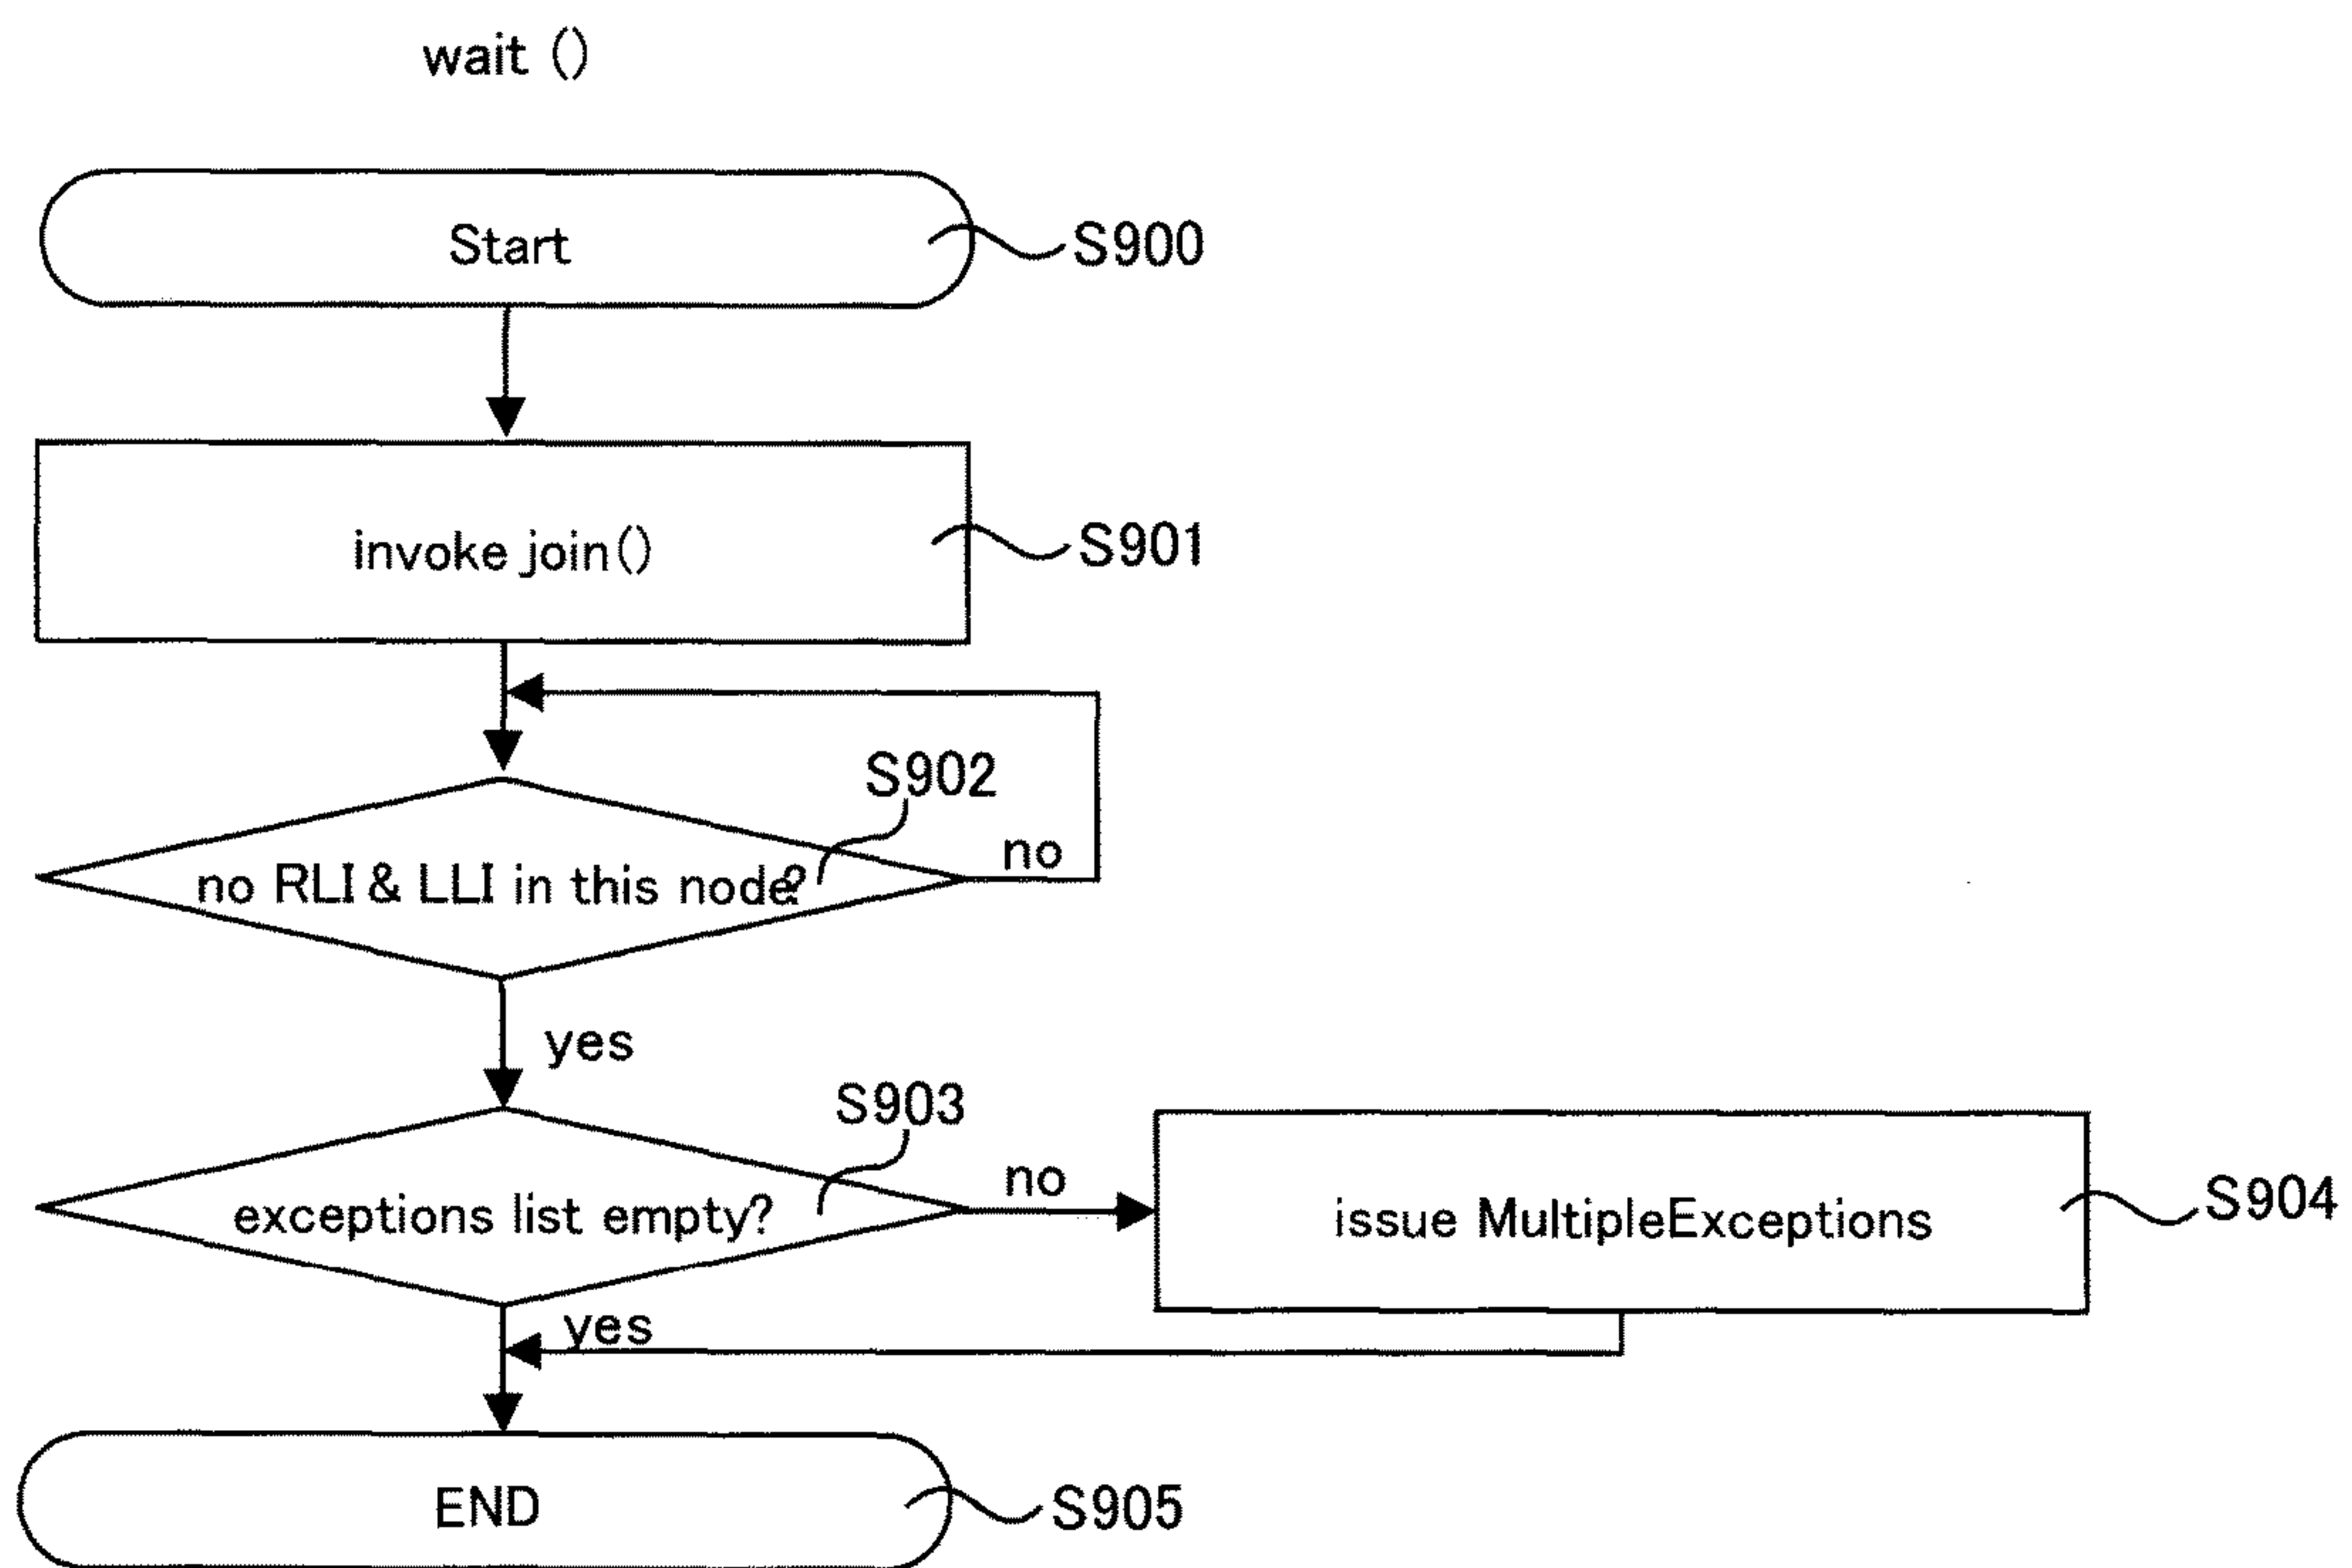 wait ()
Start
S900
invoke join()
S901
S902
no RLI & LLI in this node?
no
yes
S903
exceptions list empty?
no
issue MultipleExceptions
S904
yes
END
S905